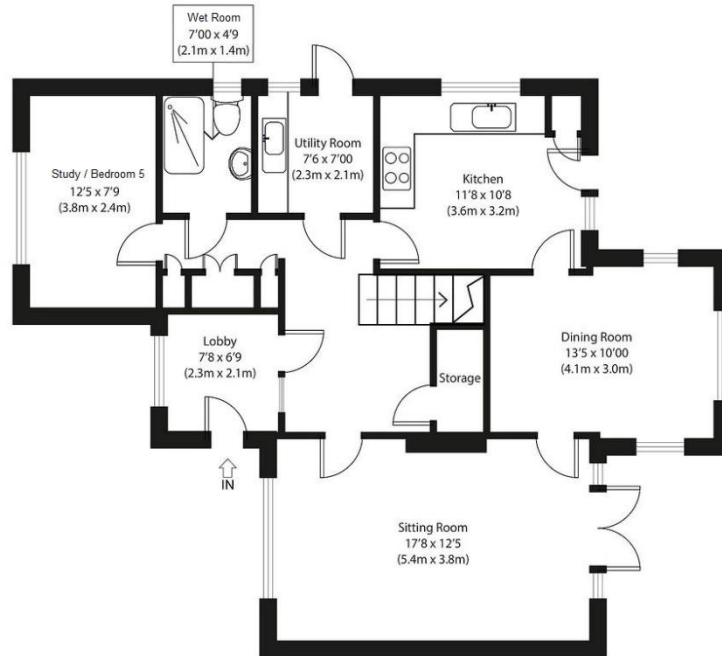 Wet Room
7'00 x 4'9
(2.1m x 1.4m)
Utility Room
7'6 x 7'00
(2.3m x 2.1m)
Study / Bedroom 5
12'5 x 7'9
(3.8m x 2.4m)
Kitchen
11'8 x 10'8
(3.6m x 3.2m)
Lobby
7'8 x 6'9
(2.3m x 2.1m)
Dining Room
13'5 x 10'00
(4.1m x 3.0m)
Storage
IN
Sitting Room
17'8 x 12'5
(5.4m x 3.8m)